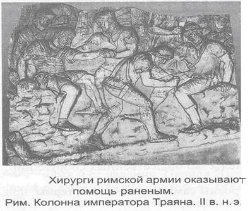 Хирурги римской армии оказывают
помощь раненым.
Рим. Колонна императора Траяна. II в. н.э